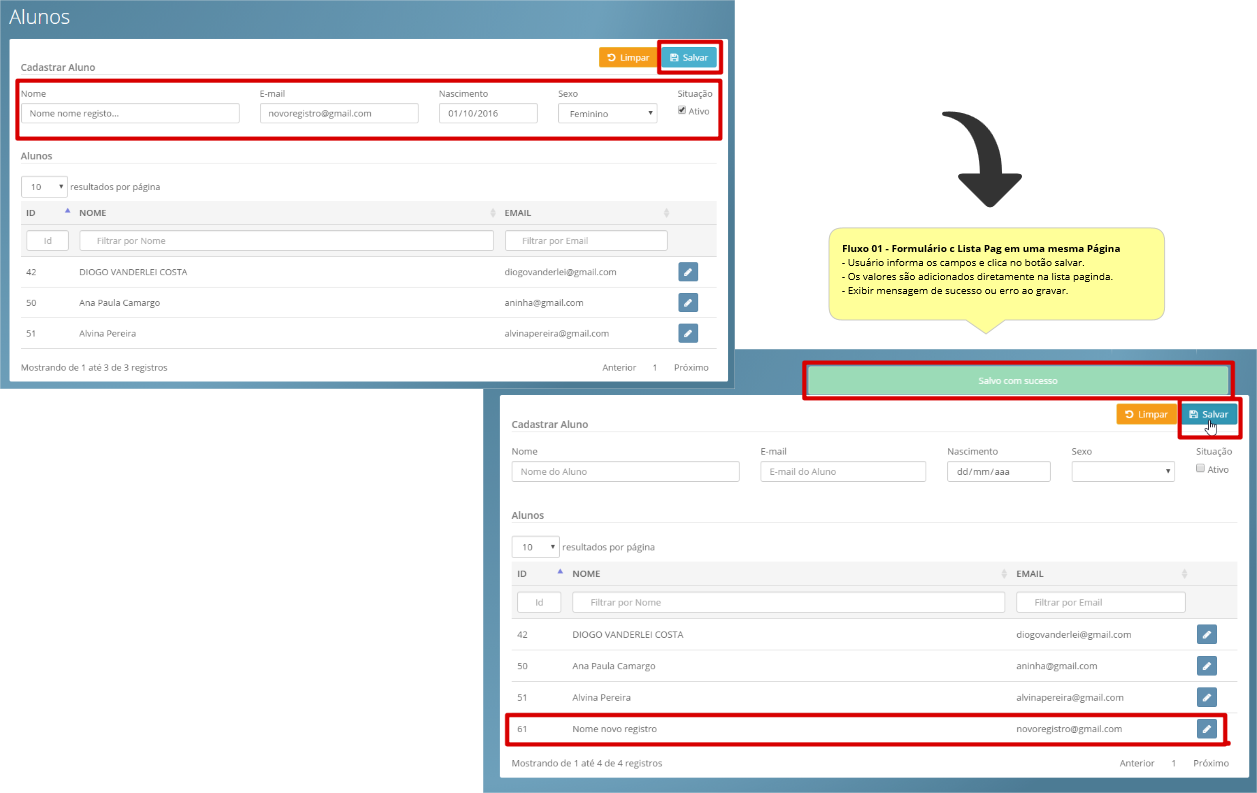 Alunos
Limpar Salvar
Cadastrar Aluno
Nome E-mail Nascimento Sexo Situação
Nome nome registo... novoregistro@gmail.com 01/10/2016 Feminino Ativo
Alunos
10 resultados por página
ID NOME EMAIL
Id Filtrar por Nome Filtrar por Email
42 DIOGO VANDERLEI COSTA diogovanderlei@gmail.com
50 Ana Paula Camargo aninha@gmail.com
51 Alvina Pereira alvinapereira@gmail.com
Mostrando de 1 até 3 de 3 registros Anterior 1 Próximo
Fluxo 01 - Formulário c Lista Pag em uma mesma Página
- Usuário informa os campos e clica no botão salvar.
- Os valores são adicionados diretamente na lista paginda.
- Exibir mensagem de sucesso ou erro ao gravar.
Salvo com sucesso
Limpar Salvar
Cadastrar Aluno
Nome E-mail Nascimento Sexo Situação
Nome do Aluno E-mail do Aluno dd/mm/aaa Ativo
Alunos
10 resultados por página
ID NOME EMAIL
Id Filtrar por Nome Filtrar por Email
42 DIOGO VANDERLEI COSTA diogovanderlei@gmail.com
50 Ana Paula Camargo aninha@gmail.com
51 Alvina Pereira alvinapereira@gmail.com
61 Nome novo registro novoregistro@gmail.com
Mostrando de 1 até 4 de 4 registros Anterior 1 Próximo